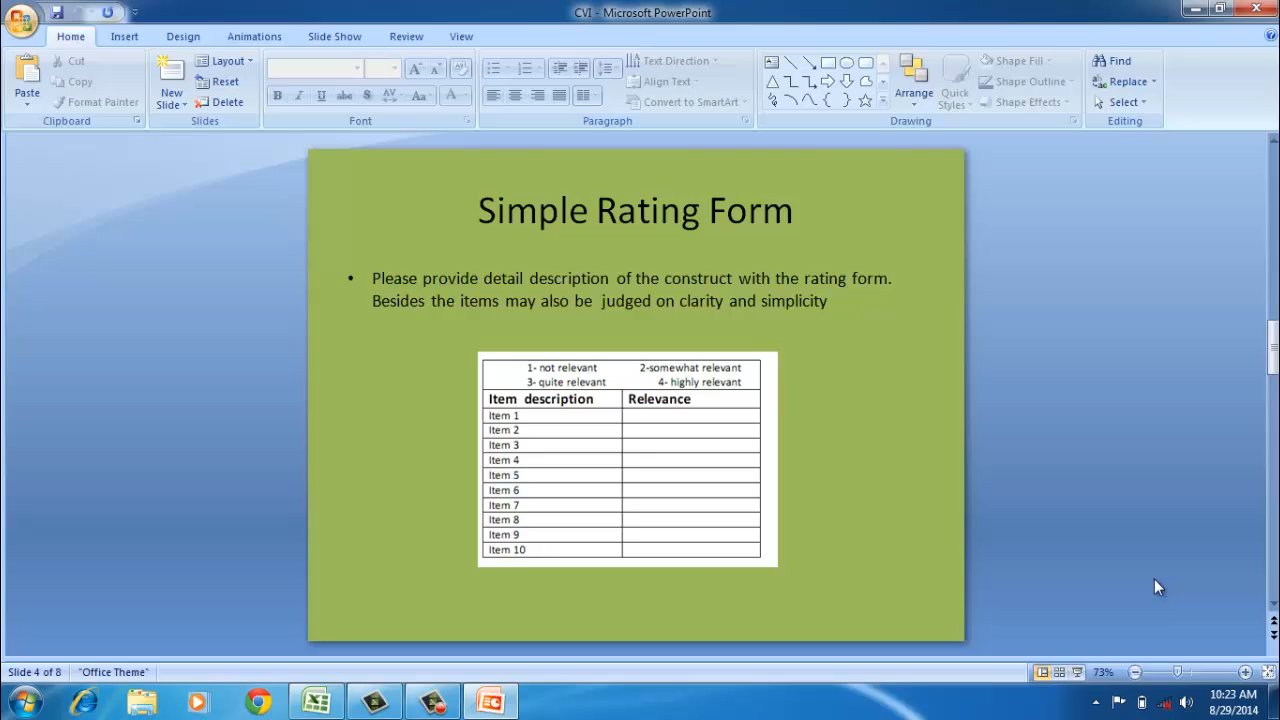 CVI - Microsoft PowerPoint
Home Insert Design Animations Slide Show Review View
Paste
Cut
Copy
Format Painter
Clipboard
New Slide
Layout
Reset
Delete
Slides
Font
Text Direction
Align Text
Convert to SmartArt
Paragraph
Arrange
Quick Styles
Shape Fill
Shape Outline
Shape Effects
Drawing
Find
Replace
Select
Editing
Simple Rating Form
• Please provide detail description of the construct with the rating form.
Besides the items may also be judged on clarity and simplicity
1- not relevant 2-somewhat relevant
3- quite relevant 4- highly relevant
Item description Relevance
Item 1
Item 2
Item 3
Item 4
Item 5
Item 6
Item 7
Item 8
Item 9
Item 10
Slide 4 of 8 "Office Theme" 73%
10:23 AM
8/29/2014